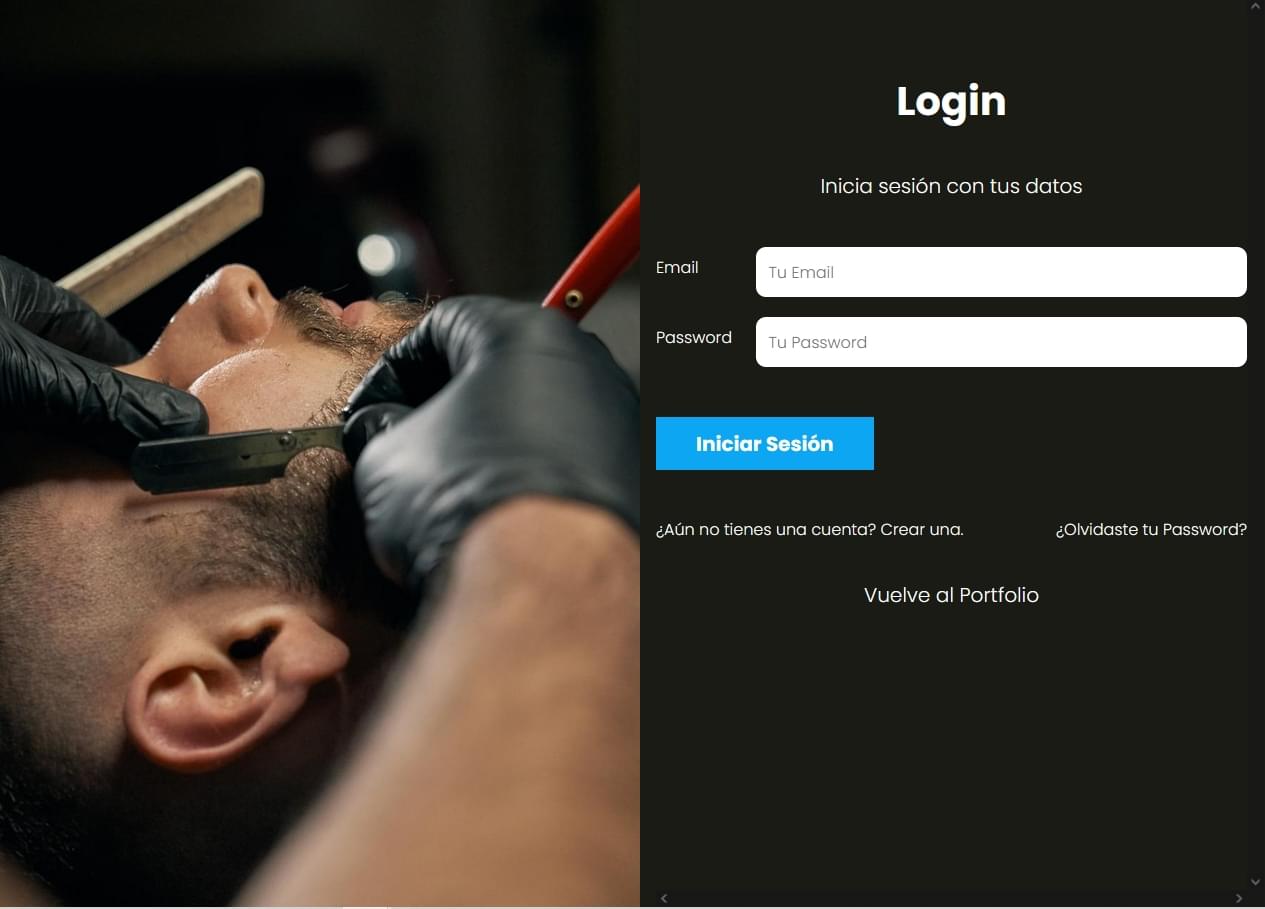 Login
Inicia sesión con tus datos
Email
Tu Email
Password
Tu Password
Iniciar Sesión
¿Aún no tienes una cuenta? Crear una.
¿Olvidaste tu Password?
Vuelve al Portfolio